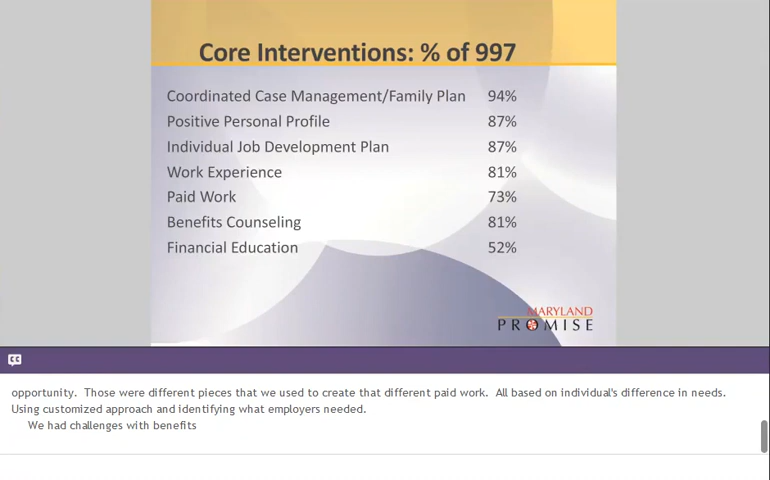 Core Interventions: % of 997
Coordinated Case Management/Family Plan 94%
Positive Personal Profile 87%
Individual Job Development Plan 87%
Work Experience 81%
Paid Work 73%
Benefits Counseling 81%
Financial Education 52%
MARYLAND
PROMISE
CC
opportunity.  Those were different pieces that we used to create that different paid work.  All based on individual's difference in needs.
Using customized approach and identifying what employers needed.
We had challenges with benefits